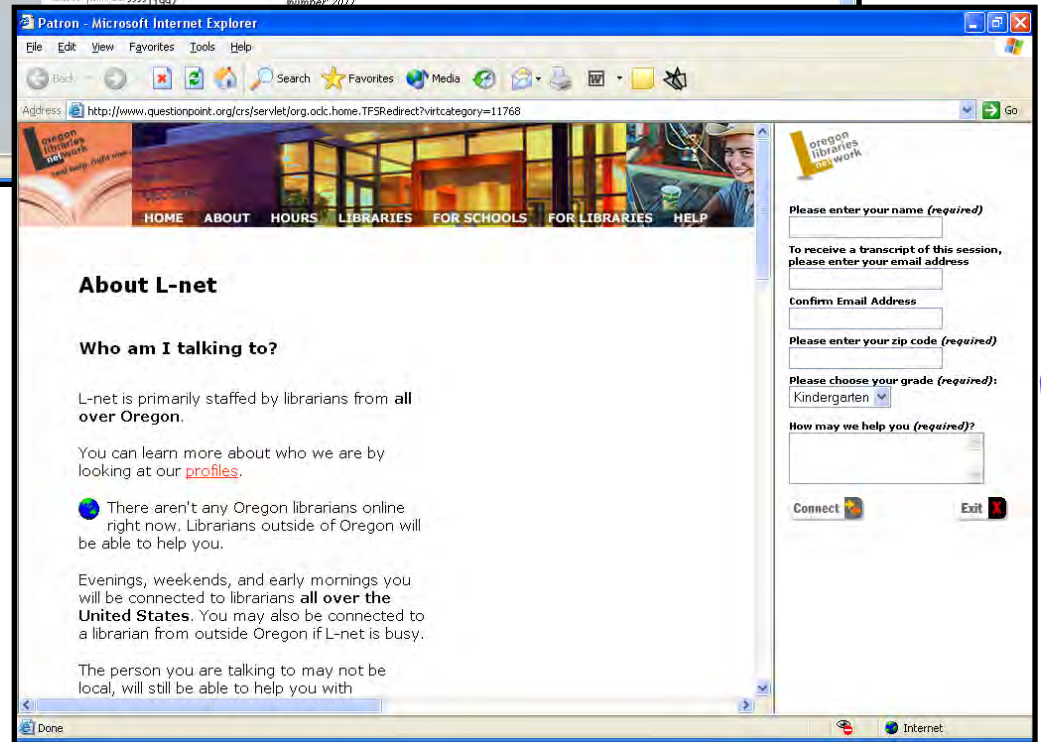 number: 2077
Patron - Microsoft Internet Explorer
File Edit View Favorites Tools Help
Back Search Favorites Media
Address http://www.questionpoint.org/crs/servlet/org.oclc.home.TFSRedirect?virtcategory=11768 Go
oregon
libraries
network
real help. right now.
HOME ABOUT HOURS LIBRARIES FOR SCHOOLS FOR LIBRARIES HELP
About L-net
Who am I talking to?
L-net is primarily staffed by librarians from all
over Oregon.
You can learn more about who we are by
looking at our profiles.
There aren't any Oregon librarians online
right now. Librarians outside of Oregon will
be able to help you.
Evenings, weekends, and early mornings you
will be connected to librarians all over the
United States. You may also be connected to
a librarian from outside Oregon if L-net is busy.
The person you are talking to may not be
local, will still be able to help you with
oregon
libraries
network
Please enter your name (required)
To receive a transcript of this session,
please enter your email address
Confirm Email Address
Please enter your zip code (required)
Please choose your grade (required):
Kindergarten
How may we help you (required)?
Connect Exit X
Done Internet